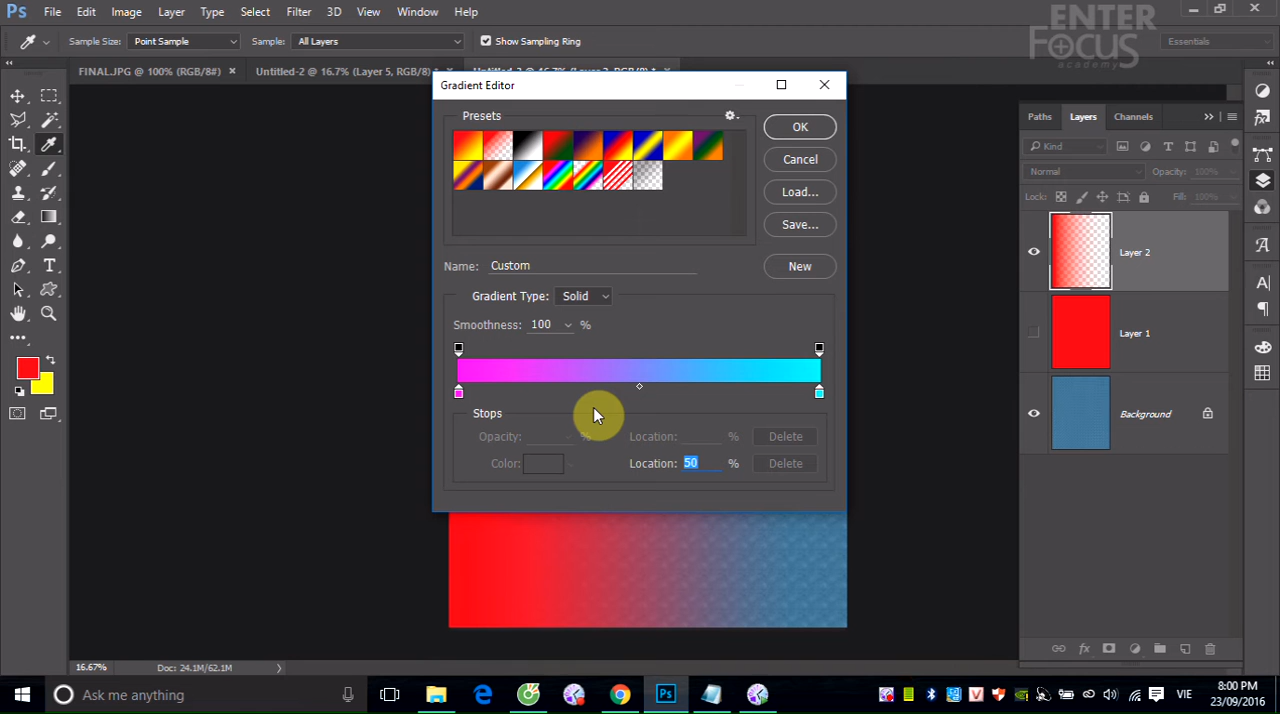 Ps File Edit Image Layer Type Select Filter 3D View Window Help
ENTER
FOCUS
academy
Sample Size: Point Sample Sample: All Layers Show Sampling Ring Essentials
FINAL.JPG @ 100% (RGB/8#) × Untitled-2 @ 16.7% (Layer 5, RGB/8) *
Gradient Editor
Presets
OK
Cancel
Load...
Save...
Name: Custom
New
Gradient Type: Solid
Smoothness: 100 %
Stops
Opacity: % Location: % Delete
Color: Location: 50 % Delete
Paths Layers Channels
Kind
Normal Opacity: 100%
Lock: Fill: 100%
Layer 2
Layer 1
Background
16.67% Doc: 24.1M/62.1M
Ask me anything
VIE
8:00 PM
23/09/2016